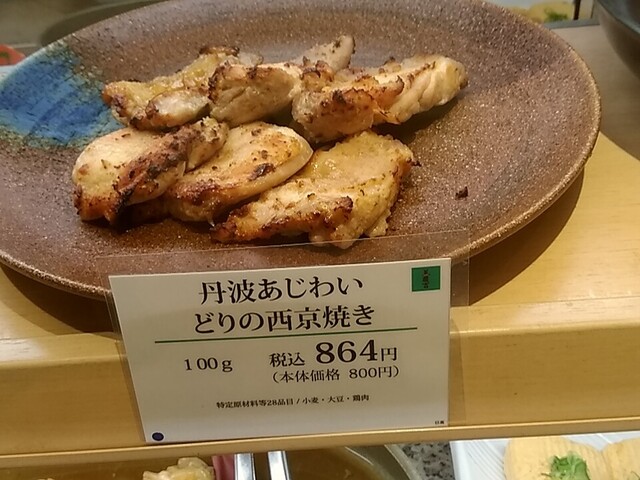 丹波あじわい
どりの西京焼き
100g 税込 864円
(本体価格 800円)
特定原材料等28品目/小麦・大豆・鶏肉